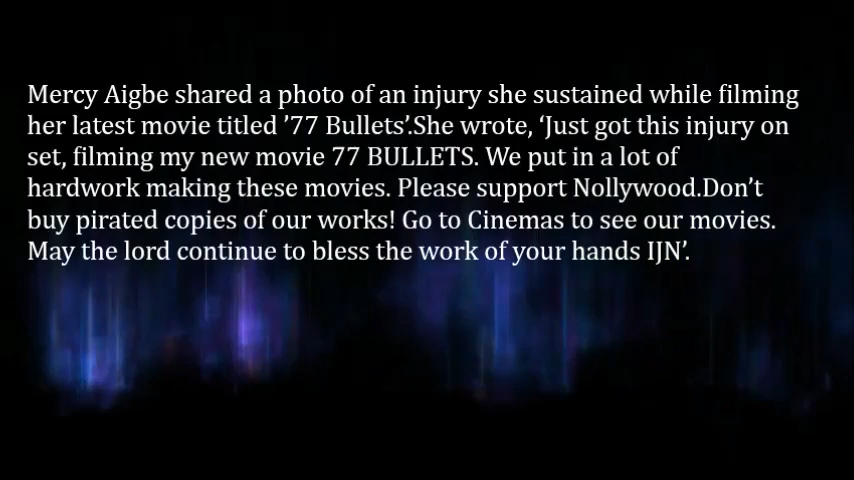 Mercy Aigbe shared a photo of an injury she sustained while filming
her latest movie titled ’77 Bullets’.She wrote, ‘Just got this injury on
set, filming my new movie 77 BULLETS. We put in a lot of
hardwork making these movies. Please support Nollywood.Don’t
buy pirated copies of our works! Go to Cinemas to see our movies.
May the lord continue to bless the work of your hands IJN’.